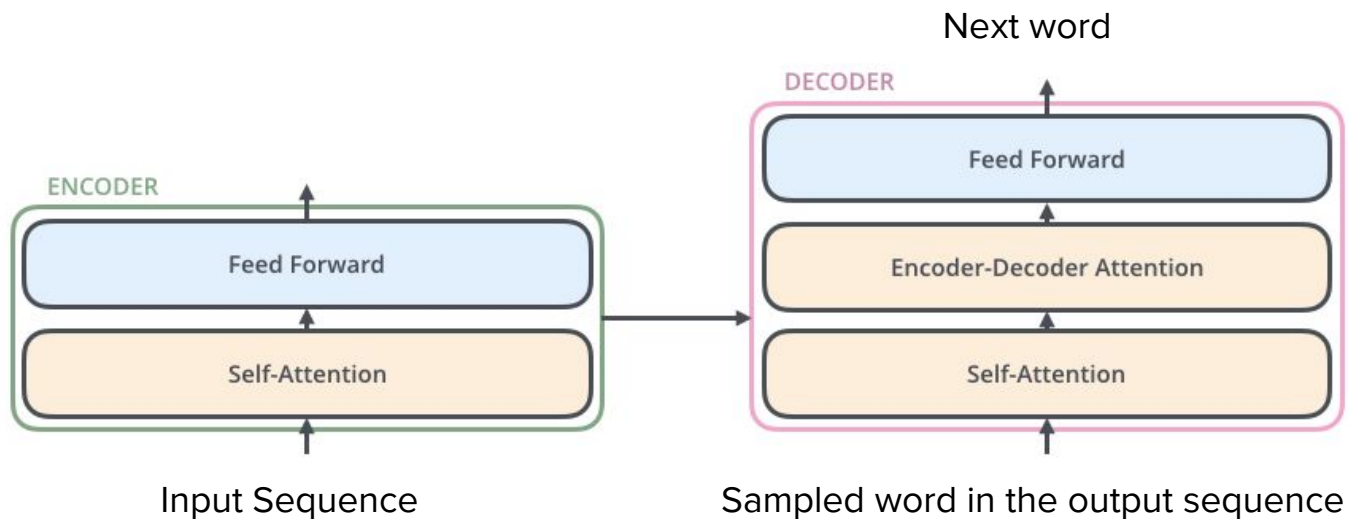 Next word
DECODER
Feed Forward
ENCODER
Feed Forward
Encoder-Decoder Attention
Self-Attention
Self-Attention
Input Sequence
Sampled word in the output sequence